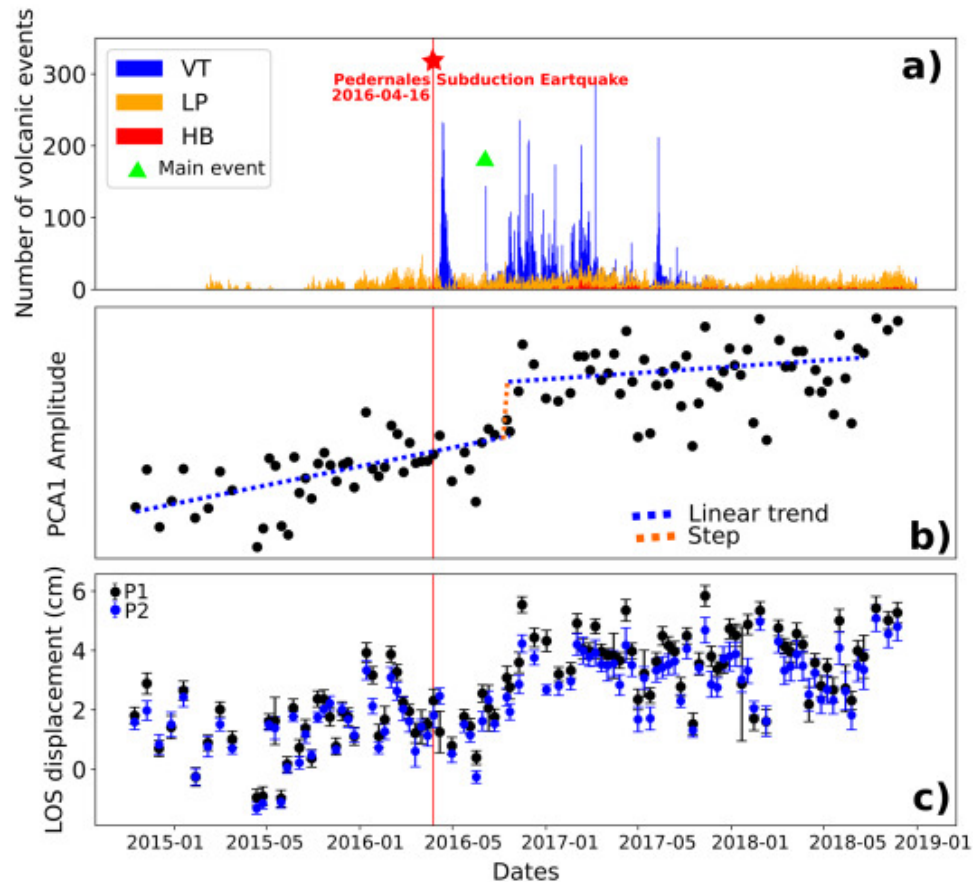 a)
300
200
100
0
Number of volcanic events
VT
LP
HB
Main event
Pedernales Subduction Eartquake
2016-04-16
PCA1 Amplitude
Linear trend
Step
b)
LOS displacement (cm)
6
4
2
0
P1
P2
c)
2015-01 2015-05 2016-01 2016-05 2017-01 2017-05 2018-01 2018-05 2019-01
Dates